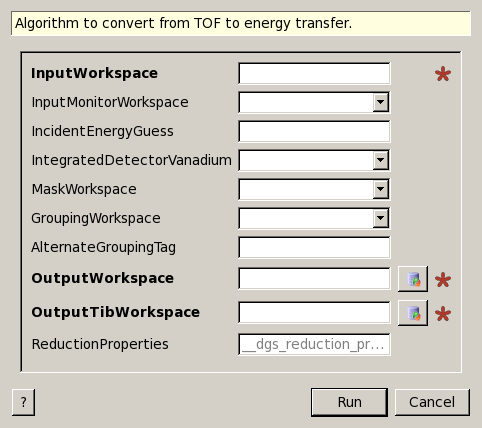 Algorithm to convert from TOF to energy transfer.
InputWorkspace
InputMonitorWorkspace
IncidentEnergyGuess
IntegratedDetectorVanadium
MaskWorkspace
GroupingWorkspace
AlternateGroupingTag
OutputWorkspace
OutputTibWorkspace
ReductionProperties __dgs_reduction_pr...
? Run Cancel